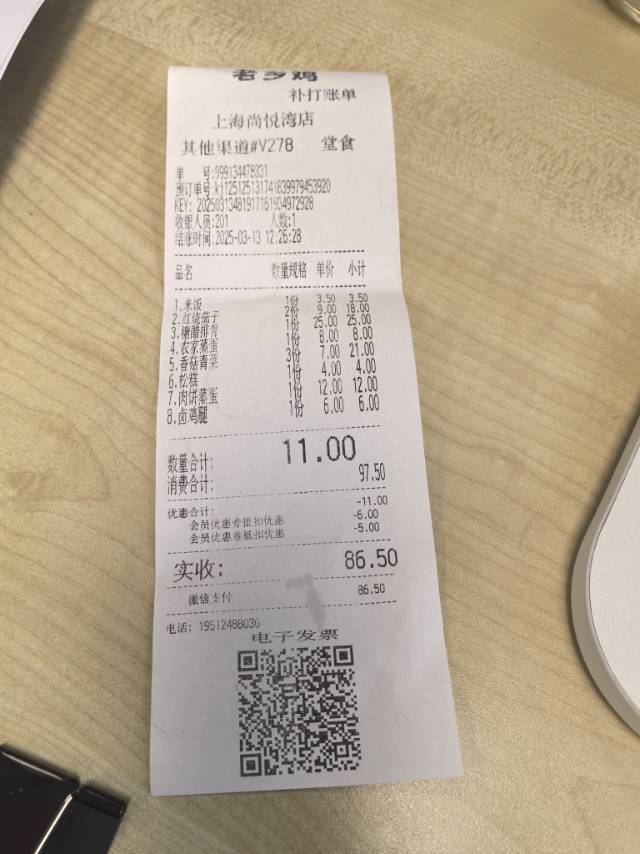 老乡鸡
补打账单
上海尚悦湾店
其他渠道#V278 堂食
单 号:999134478331
预订单号:kj125125131741639979453920
KEY: 20250313481917161934972928
收银人员:201 人数:1
结账时间:2025-03-13 12:26:28
品名 数量规格 单价 小计
1.米饭 1份 3.50 3.50
2.红烧茄子 2份 9.00 18.00
3.糖醋排骨 1份 25.00 25.00
4.农家蒸蛋 1份 8.00 8.00
5.香菇青菜 3份 7.00 21.00
6.松糕 1份 4.00 4.00
7.肉饼蒸蛋 1份 12.00 12.00
8.卤鸡腿 1份 6.00 6.00
数量合计: 11.00
消费合计: 97.50
优惠合计: -11.00
会员优惠券抵扣优惠 -6.00
会员优惠券抵扣优惠 -5.00
实收: 86.50
微信支付 86.50
电话: 19512488030
电子发票